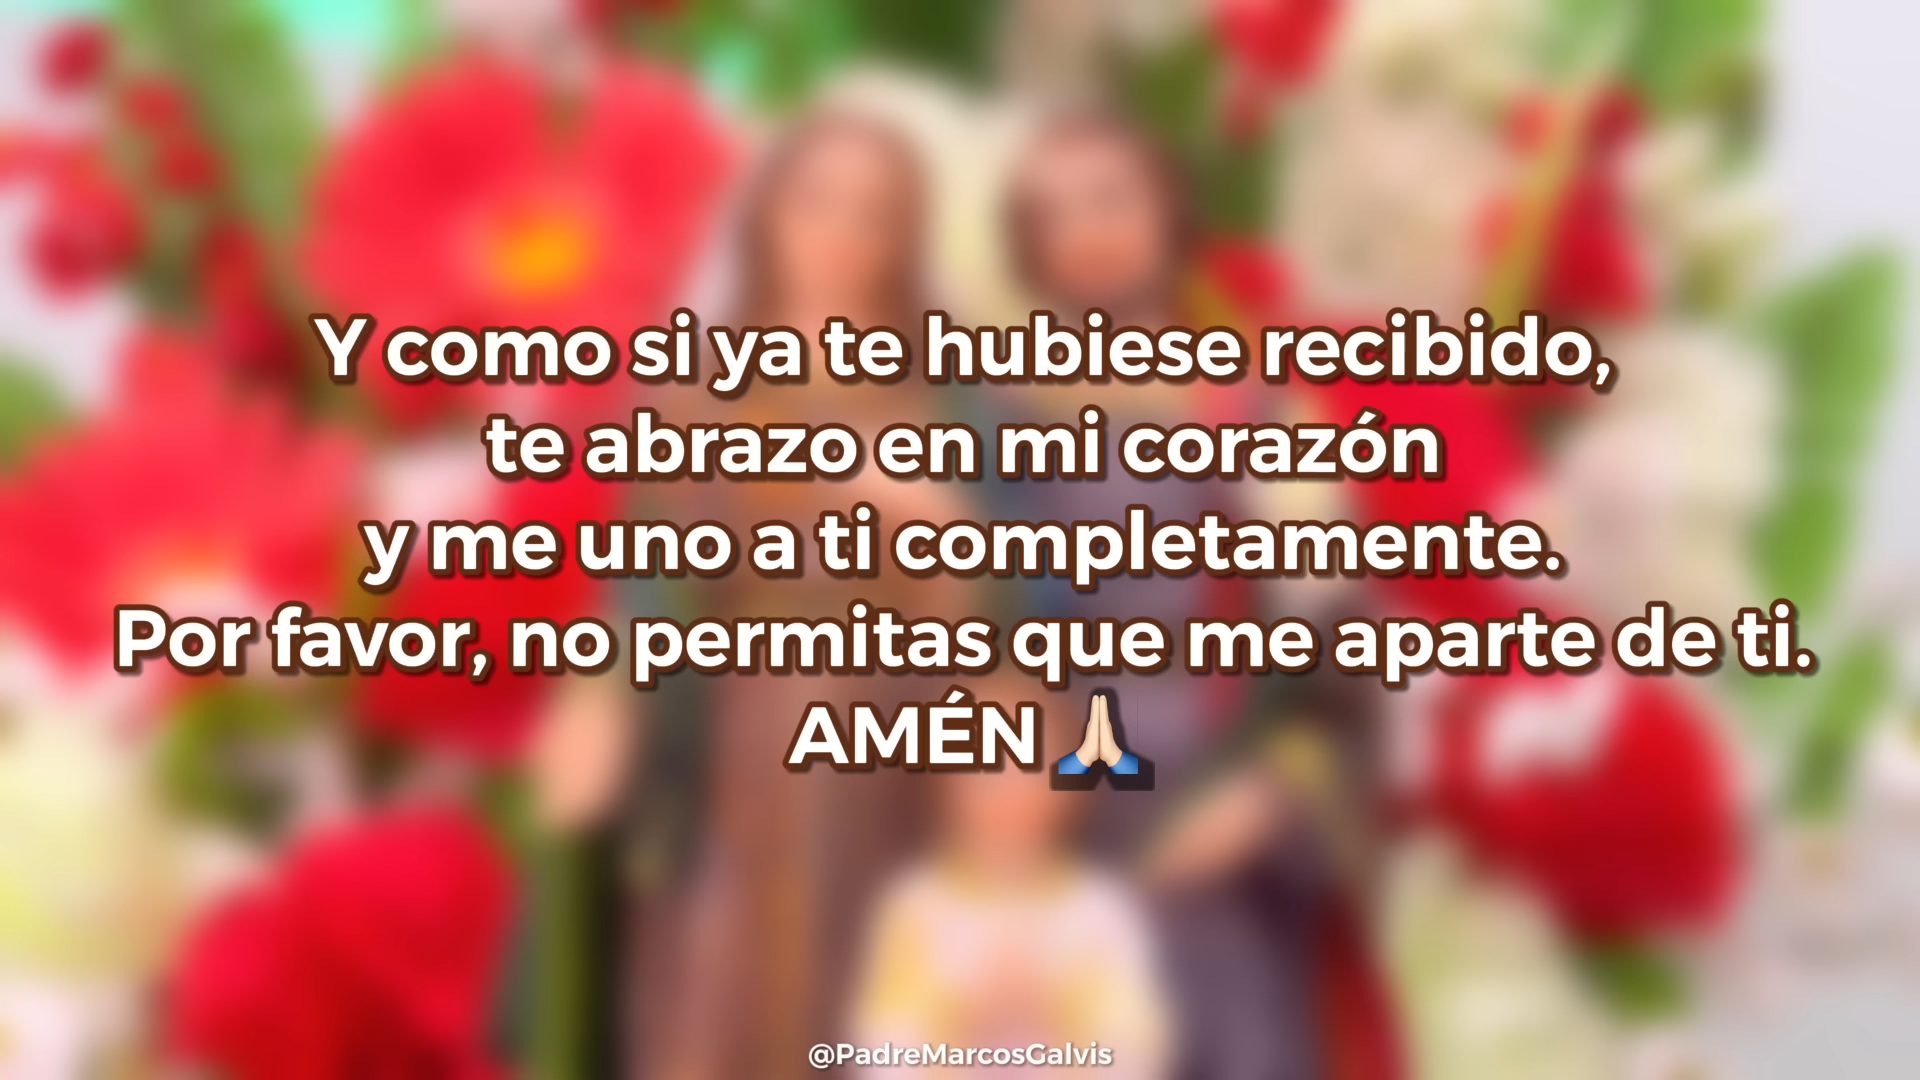 Y como si ya te hubiese recibido,
te abrazo en mi corazón
y me uno a ti completamente.
Por favor, no permitas que me aparte de ti.
AMÉN 🙏🏻
@PadreMarcosGalvis